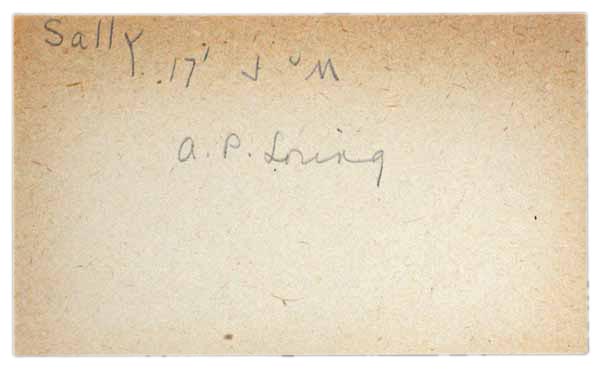 Sally
17' J " M
A. P. Loring